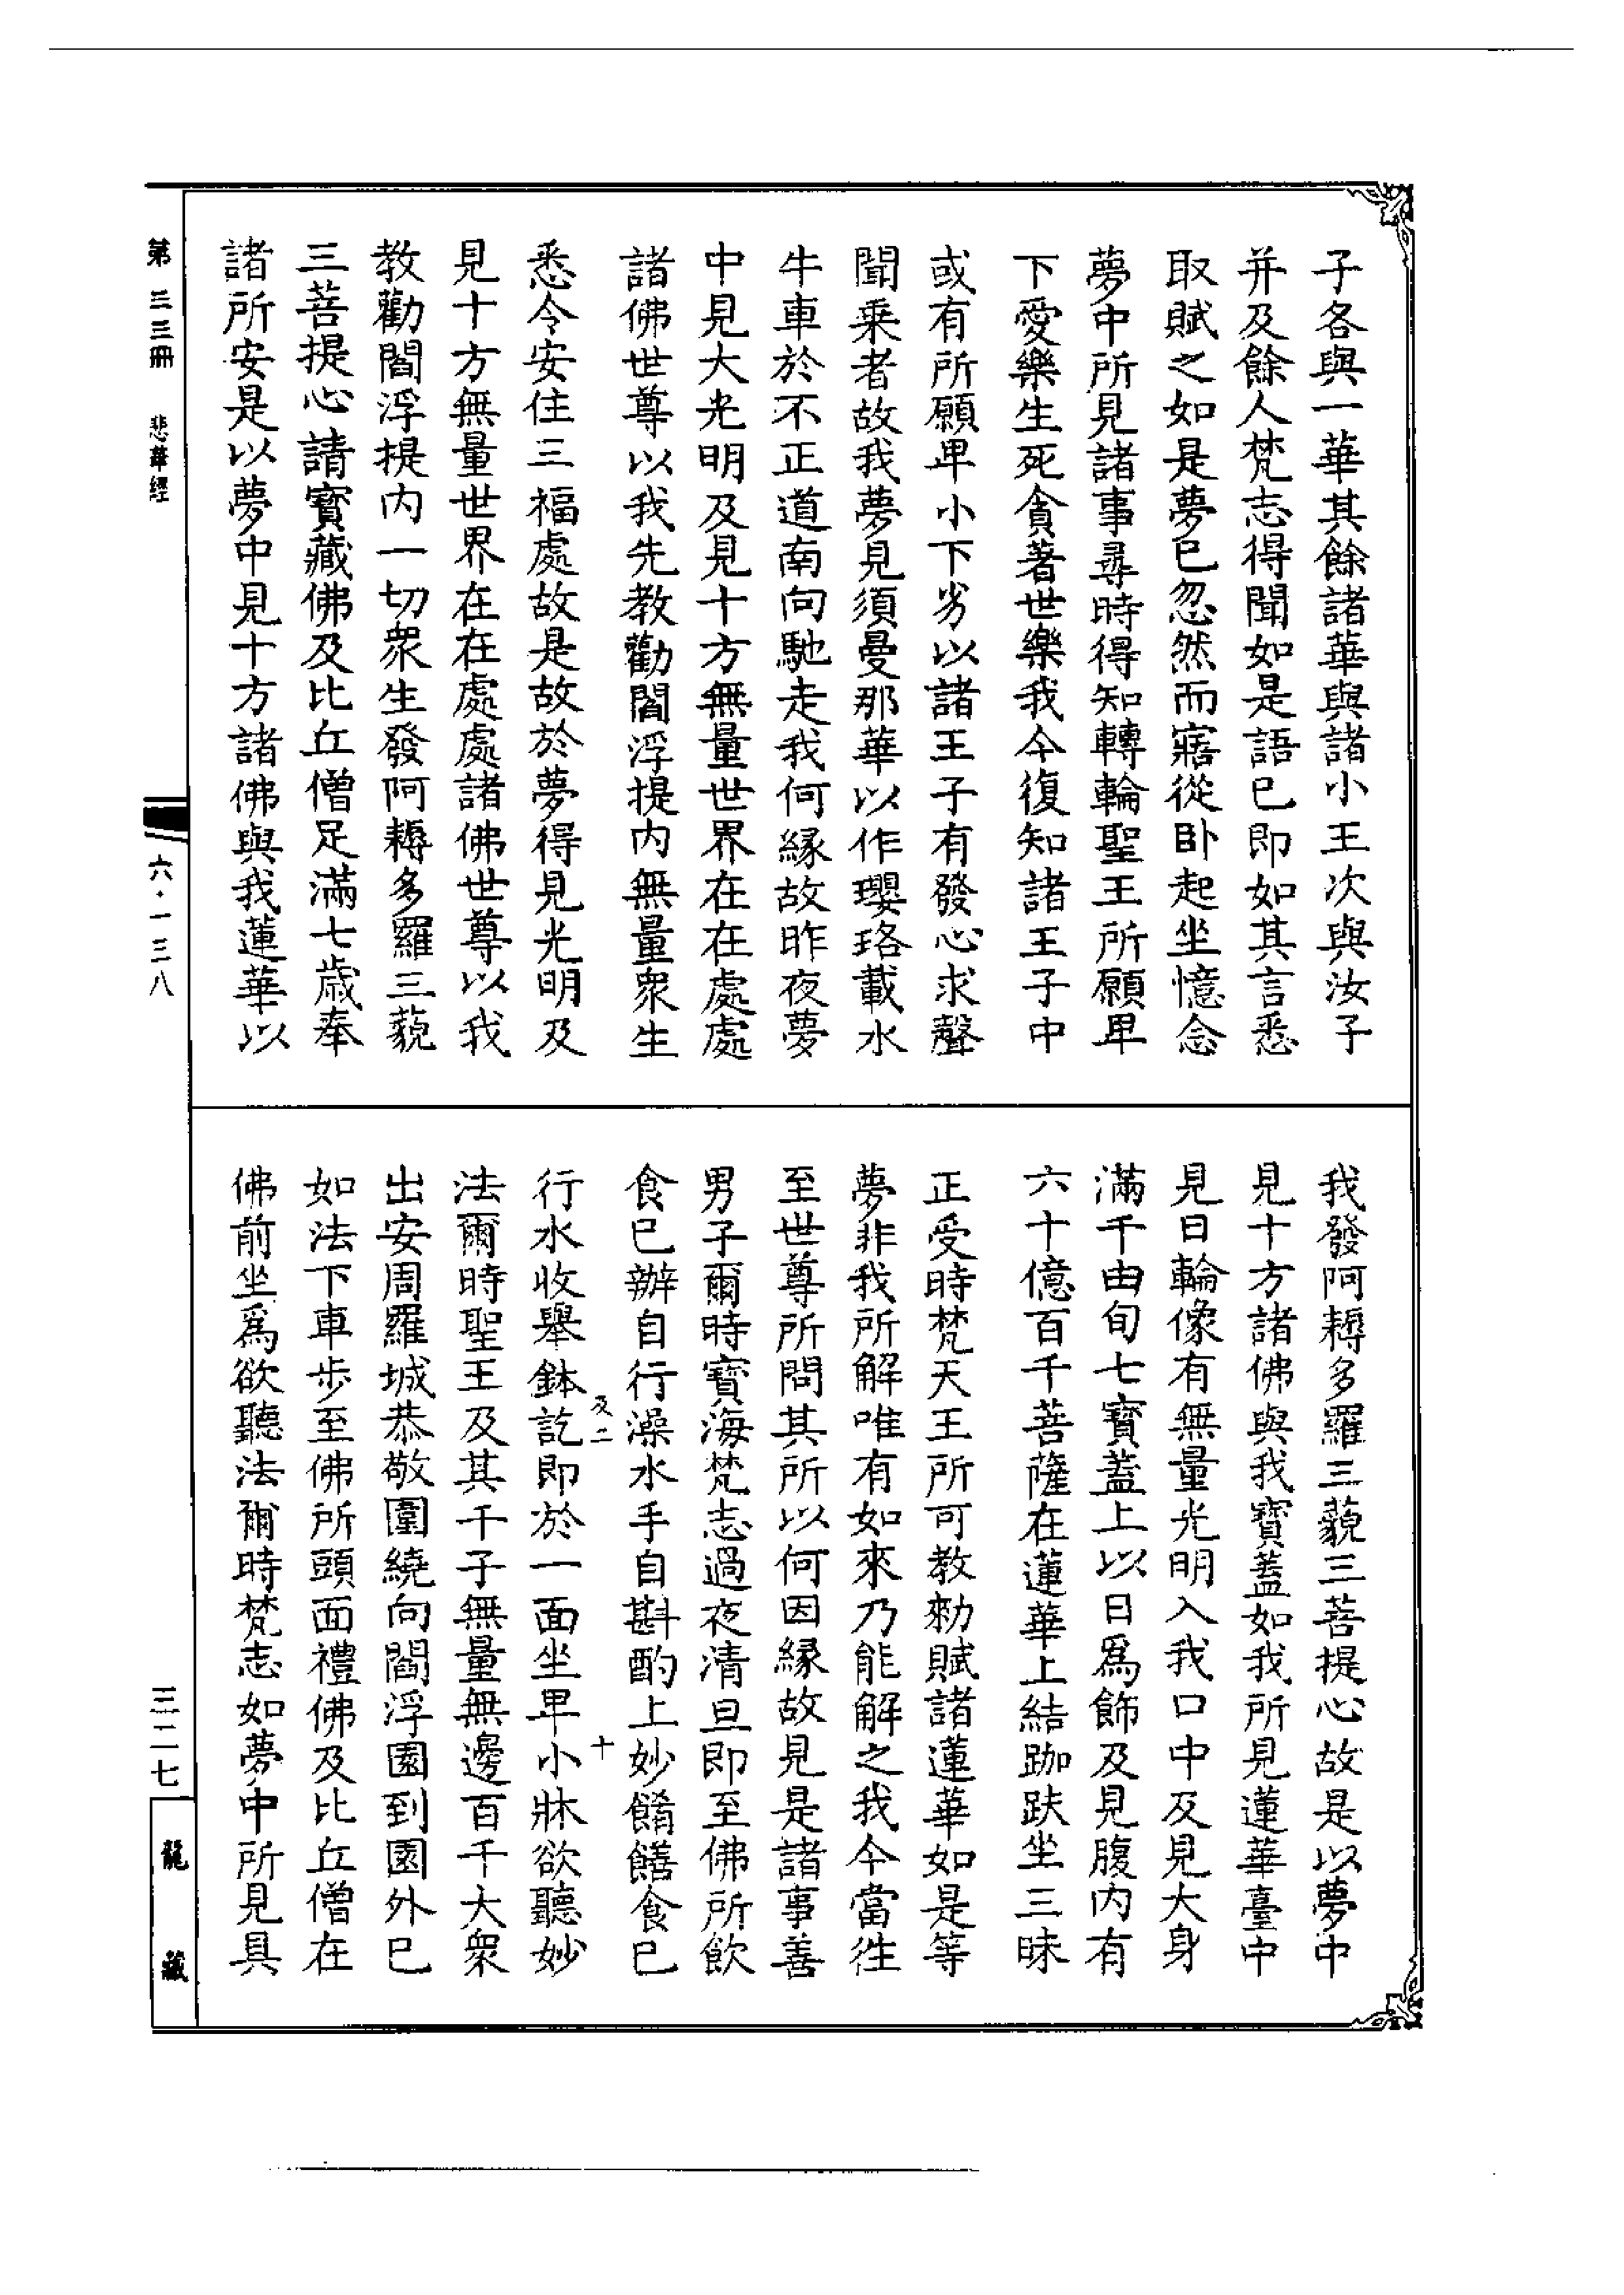 子各與一華其餘諸華與諸小王次與汝子
并及餘人梵志得聞如是語已即如其言悉
取賦之如是夢已忽然而寤從臥起坐憶念
夢中所見諸事尋時得知轉輪聖王所願卑
下愛樂生死貪著世樂我今復知諸王子中
或有所願卑小下劣以諸王子有發心求聲
聞乘者故我夢見須曼那華以作瓔珞載水
牛車於不正道南向馳走我何緣故昨夜夢
中見大光明及見十方無量世界在在處處
諸佛世尊以我先教勸閻浮提內無量衆生
悉令安住三福處故是故於夢得見光明及
見十方無量世界在在處處諸佛世尊以我
教勸閻浮提內一切衆生發阿耨多羅三藐
三菩提心請寶藏佛及比丘僧足滿七歲奉
諸所安是以夢中見十方諸佛與我蓮華以
我發阿耨多羅三藐三菩提心故是以夢中
見十方諸佛與我寶蓋如我所見蓮華臺中
見日輪像有無量光明入我口中及見大身
滿千由旬七寶蓋上以日爲飾及見腹內有
六十億百千菩薩在蓮華上結跏趺坐三昧
正受時梵天王所可教勑賦諸蓮華如是等
夢非我所解唯有如來乃能解之我今當往
至世尊所問其所以何因緣故見是諸事善
男子爾時寶海梵志過夜清旦即至佛所飲
食已辦自行澡水手自斟酌上妙餚饍食已
及二 十
行水收舉鉢訖即於一面坐卑小牀欲聽妙
法爾時聖王及其千子無量無邊百千大衆
出安周羅城恭敬圍繞向閻浮園到園外已
如法下車步至佛所頭面禮佛及比丘僧在
佛前坐爲欲聽法爾時梵志如夢中所見具
第三三冊 悲華經
六·一三八
三二七
龍藏